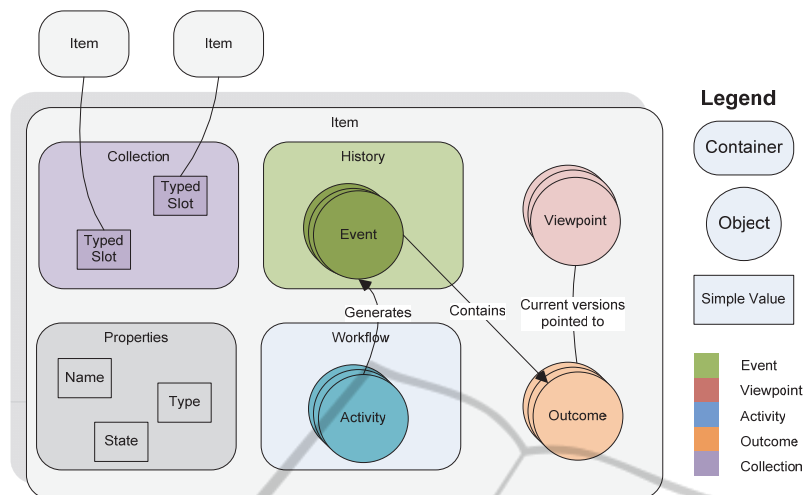 Item
Item
Item
Collection
Typed
Slot
Typed
Slot
History
Event
Viewpoint
Generates
Contains
Current versions
pointed to
Properties
Name
Type
State
Workflow
Activity
Outcome
Legend
Container
Object
Simple Value
Event
Viewpoint
Activity
Outcome
Collection